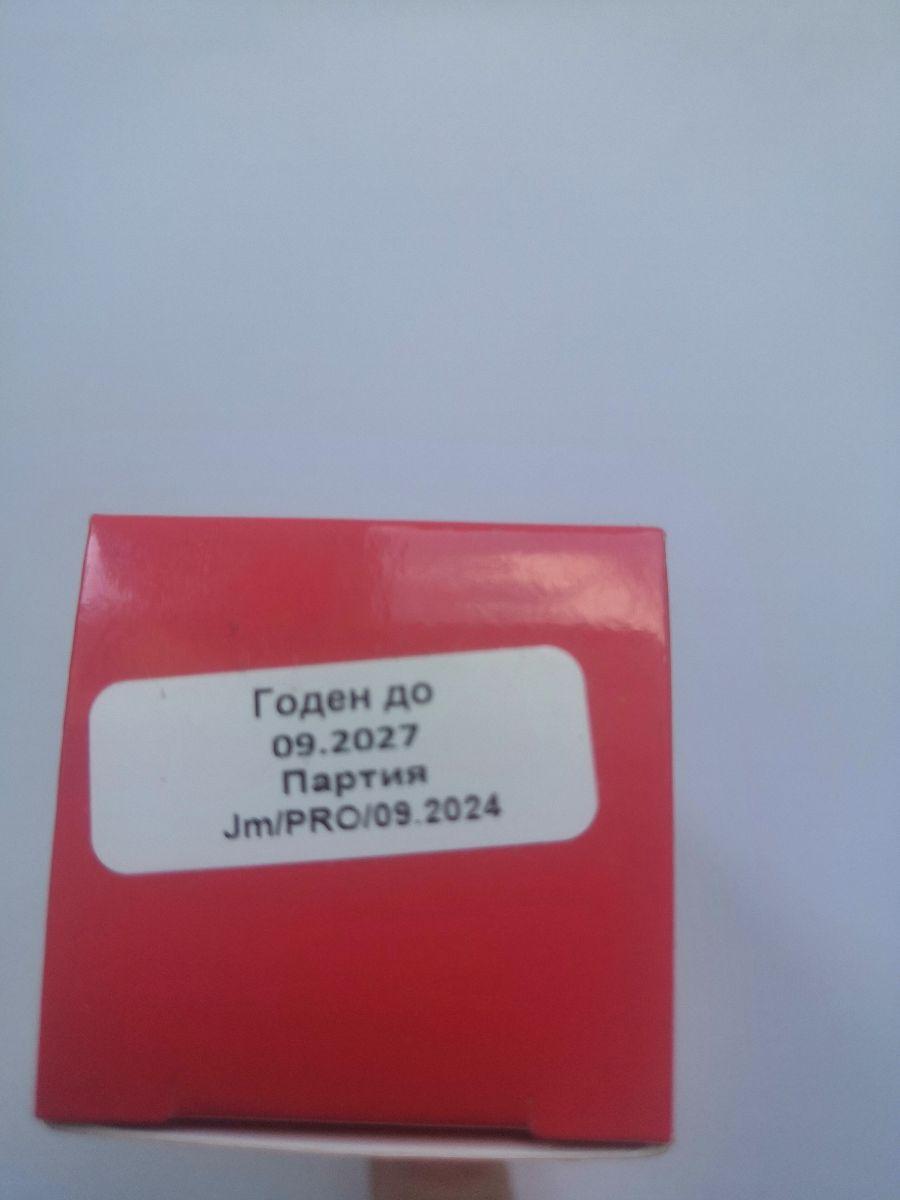 Годен до
09.2027
Партия
Jm/PRO/09.2024